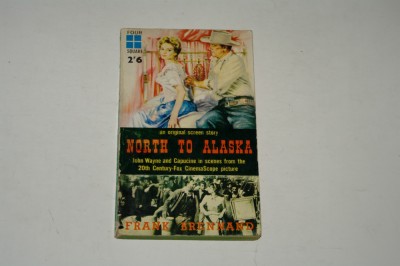 FOUR
SQUARE
2'6
an original screen story
NORTH TO ALASKA
John Wayne and Capucine in scenes from the
20th Century-Fox CinemaScope picture
FRANK BRENNAND